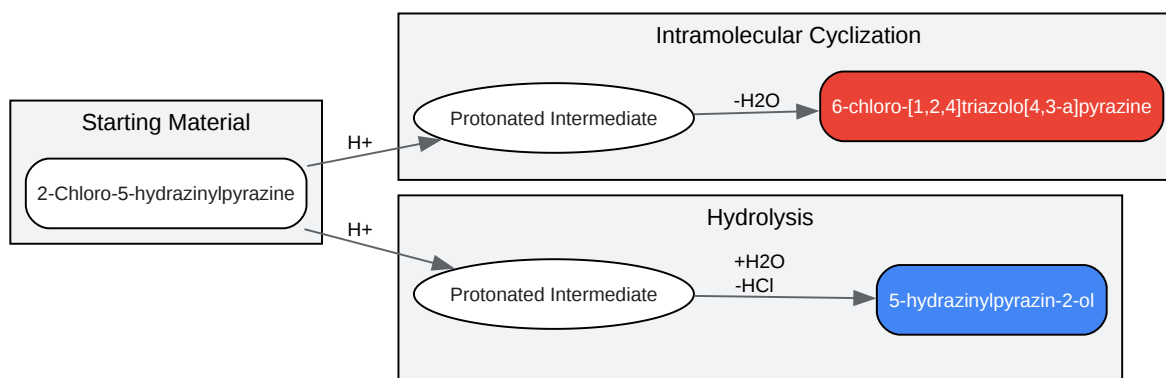 Intramolecular Cyclization
Protonated Intermediate
-H2O
6-chloro-[1,2,4]triazolo[4,3-a]pyrazine
Starting Material
2-Chloro-5-hydrazinylpyrazine
H+
H+
Hydrolysis
Protonated Intermediate
+H2O
-HCl
5-hydrazinylpyrazin-2-ol